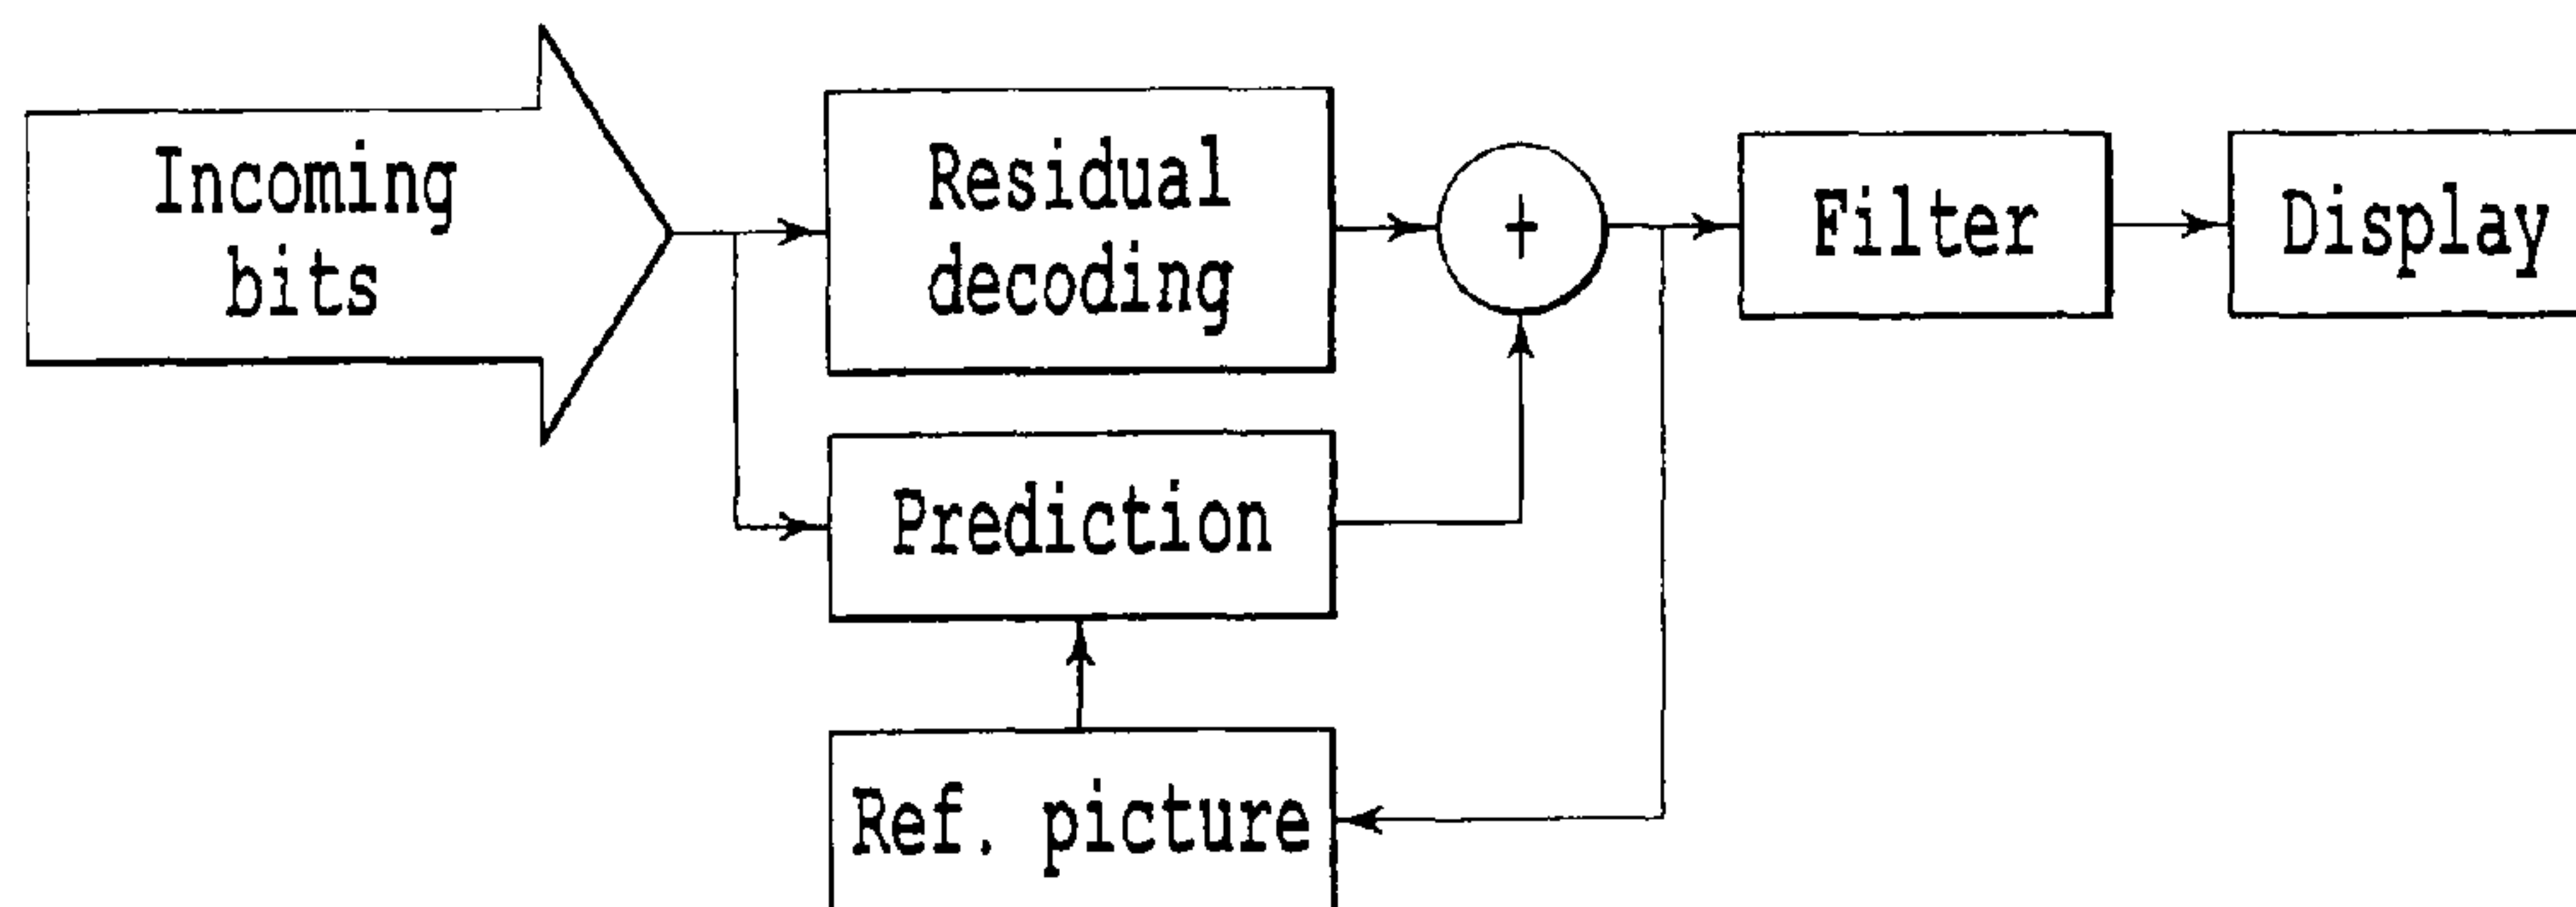 Incoming
bits
Residual
decoding
+
Filter
Display
Prediction
Ref. picture